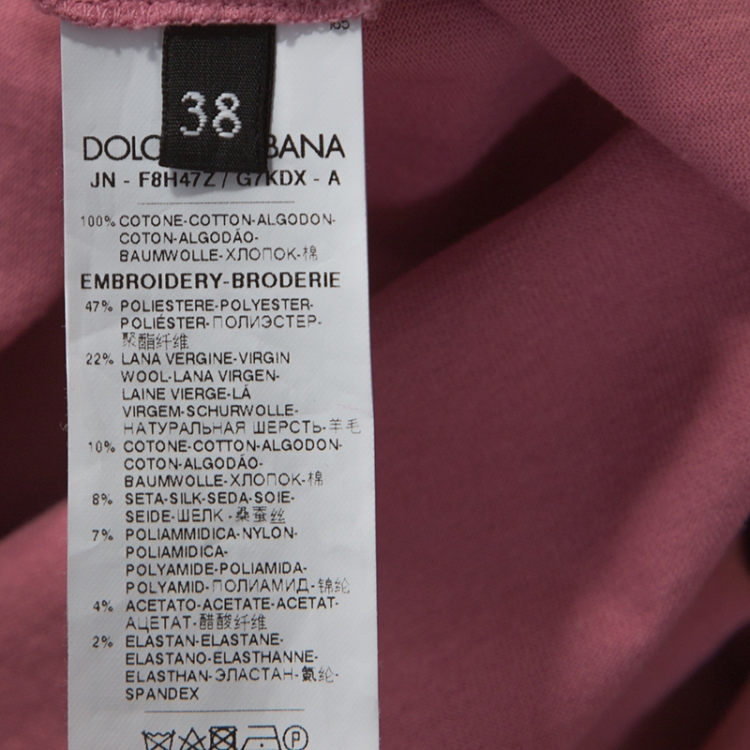 165
38
DOLC BANA
JN - F8H47Z / G7KDX - A
100% COTONE-COTTON-ALGODON-
COTON-ALGODÃO-
BAUMWOLLE-ХЛОПОК-棉
EMBROIDERY-BRODERIE
47% POLIESTERE-POLYESTER-
POLIÉSTER-ПОЛИЭСТЕР-
聚酯纤维
22% LANA VERGINE-VIRGIN
WOOL-LANA VIRGEN-
LAINE VIERGE-LÁ
VIRGEM-SCHURWOLLE-
НАТУРАЛЬНАЯ ШЕРСТЬ-羊毛
10% COTONE-COTTON-ALGODON-
COTON-ALGODÃO-
BAUMWOLLE-ХЛОПОК-棉
8% SETA-SILK-SEDA-SOIE-
SEIDE-ШЕЛК -桑蚕丝
7% POLIAMMIDICA-NYLON-
POLIAMIDICA-
POLYAMIDE-POLIAMIDA-
POLYAMID-ПОЛИАМИД-锦纶
4% ACETATO-ACETATE-ACETAT-
АЦЕТАТ-醋酸纤维
2% ELASTAN-ELASTANE-
ELASTANO-ELASTHANNE-
ELASTHAN-ЭЛАСТАН-氨纶-
SPANDEX
P